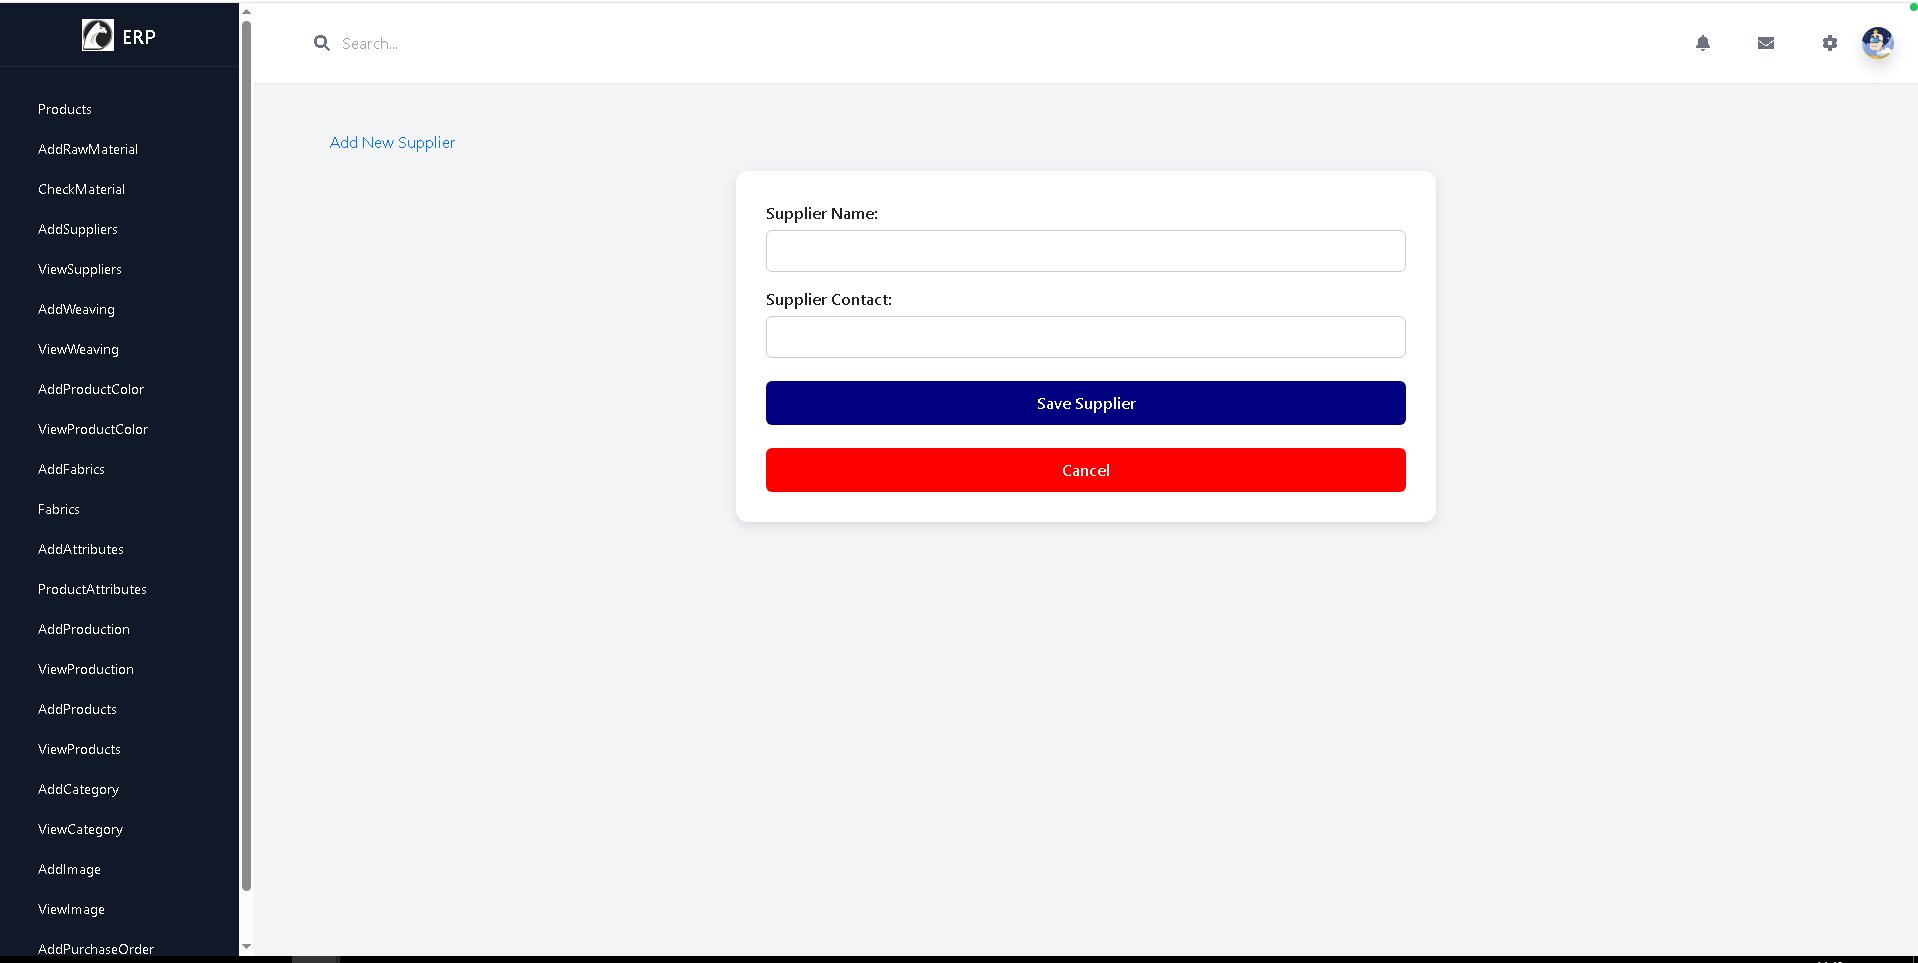 ERP
Search...
Products
AddRawMaterial
CheckMaterial
AddSuppliers
ViewSuppliers
AddWeaving
ViewWeaving
AddProductColor
ViewProductColor
AddFabrics
Fabrics
AddAttributes
ProductAttributes
AddProduction
ViewProduction
AddProducts
ViewProducts
AddCategory
ViewCategory
AddImage
ViewImage
AddPurchaseOrder
Add New Supplier
Supplier Name:
Supplier Contact:
Save Supplier
Cancel